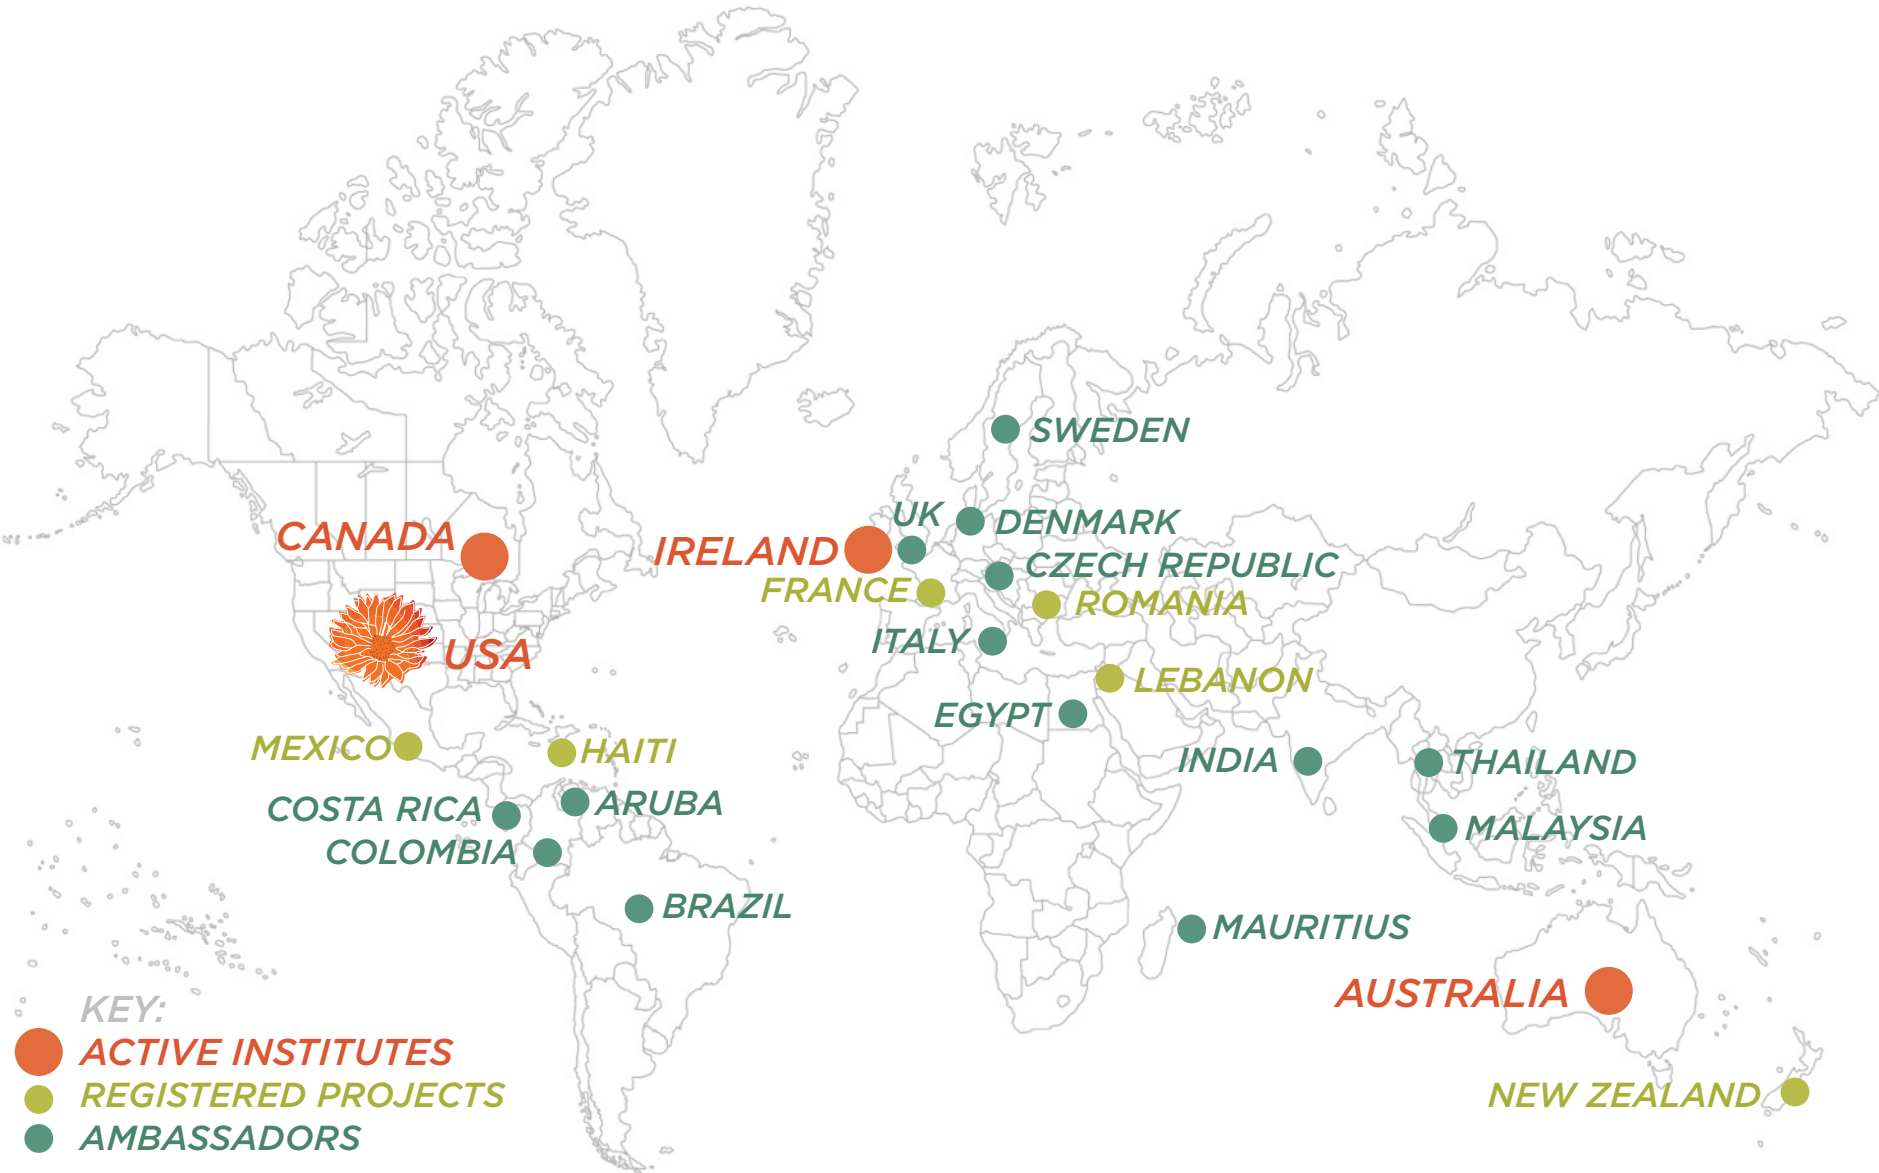 SWEDEN
UK
DENMARK
CANADA
IRELAND
CZECH REPUBLIC
FRANCE
ROMANIA
ITALY
USA
LEBANON
EGYPT
MEXICO
HAITI
INDIA
THAILAND
COSTA RICA
ARUBA
MALAYSIA
COLOMBIA
BRAZIL
MAURITIUS
AUSTRALIA
KEY:
ACTIVE INSTITUTES
REGISTERED PROJECTS
AMBASSADORS
NEW ZEALAND